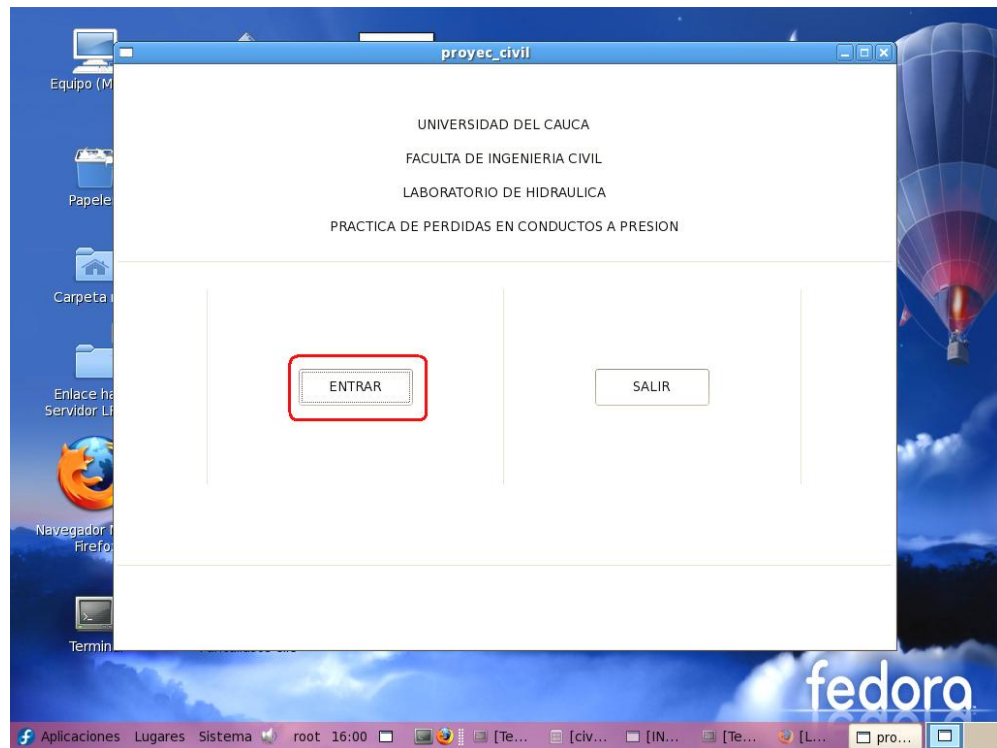 proyec_civil
Equipo (M
UNIVERSIDAD DEL CAUCA
FACULTA DE INGENIERIA CIVIL
LABORATORIO DE HIDRAULICA
PRACTICA DE PERDIDAS EN CONDUCTOS A PRESION
Papele
Carpeta
ENTRAR
SALIR
Enlace ha
Servidor
Navegador
Firefo
Termin
fedora
Aplicaciones Lugares Sistema root 16:00 [Te... [civ... [IN... [Te... [L... pro...